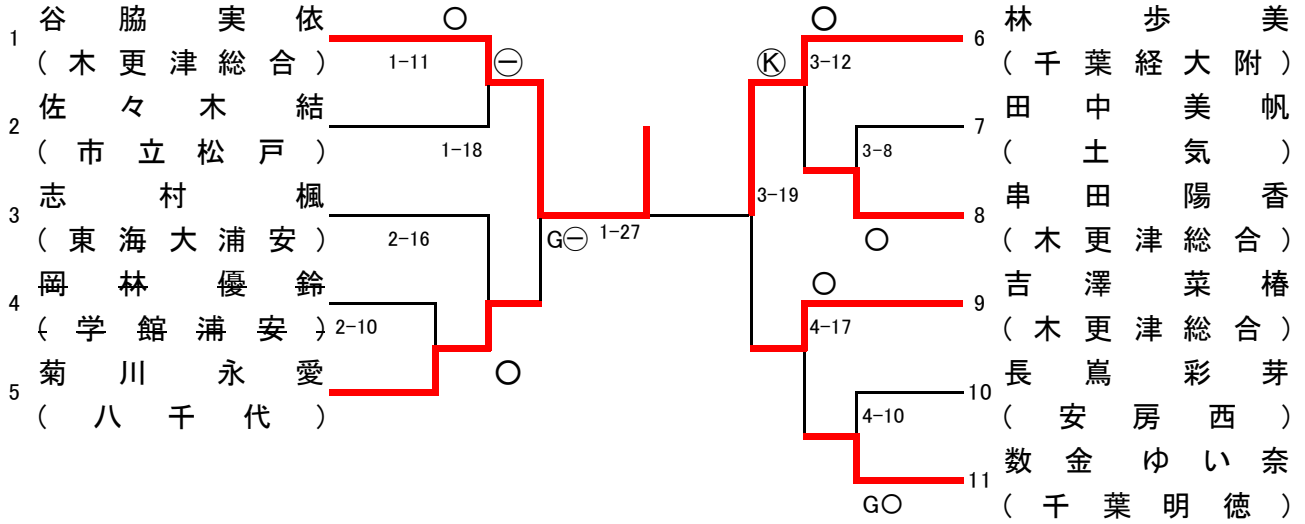 1 谷脇実依
(木更津総合)
2 佐々木結
(市立松戸)
3 志村楓
(東海大浦安)
4 岡林優鈴
(学館浦安)
5 菊川永愛
(八千代)
○
1-11
㊀
1-18
2-16
2-10
○
G㊀ 1-27
○
Ⓚ 3-12
3-8
3-19
○
○
4-17
4-10
G○
6 林歩美
(千葉経大附)
7 田中美帆
(土気)
8 串田陽香
(木更津総合)
9 吉澤菜椿
(木更津総合)
10 長嶌彩芽
(安房西)
11 数金ゆい奈
(千葉明徳)